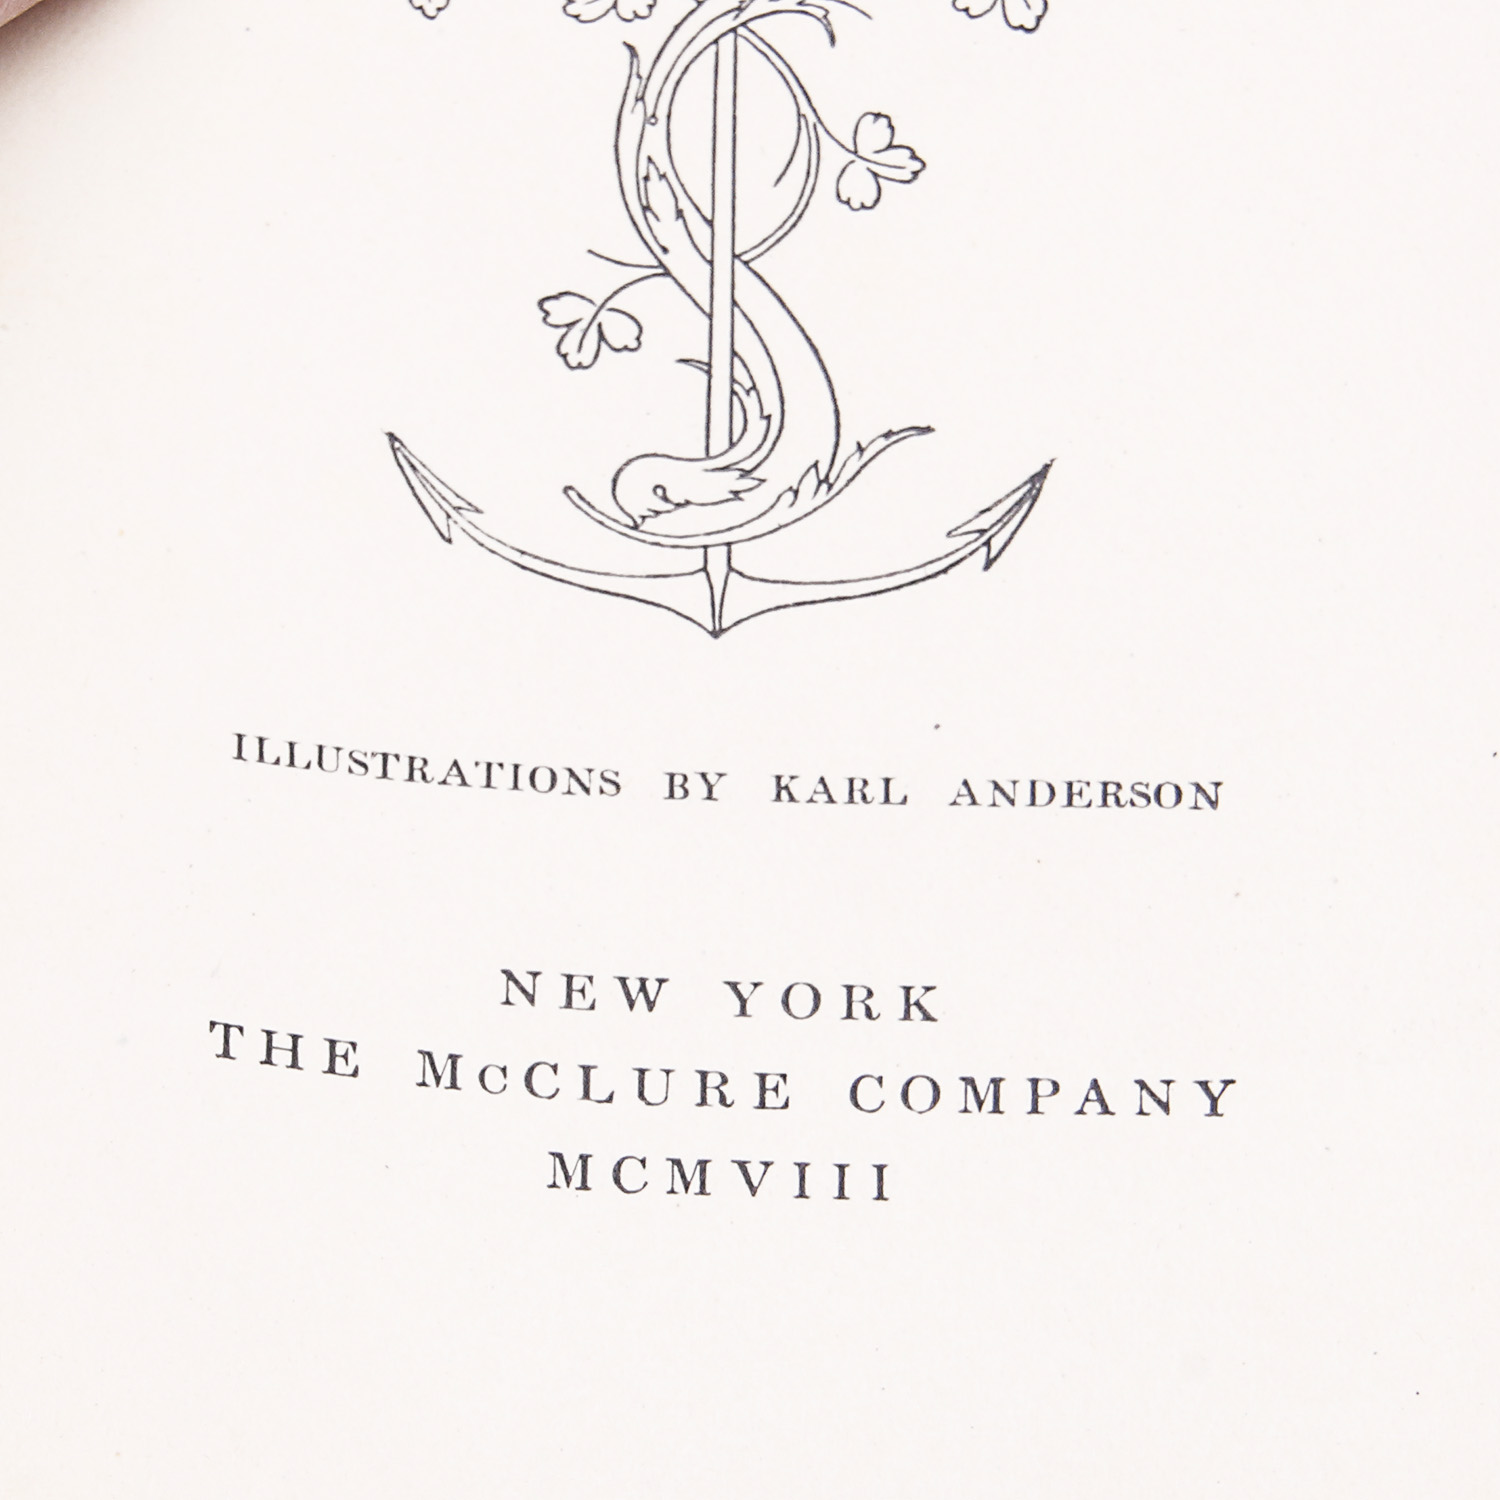 ILLUSTRATIONS BY KARL ANDERSON
NEW YORK
THE McCLURE COMPANY
MCMVIII